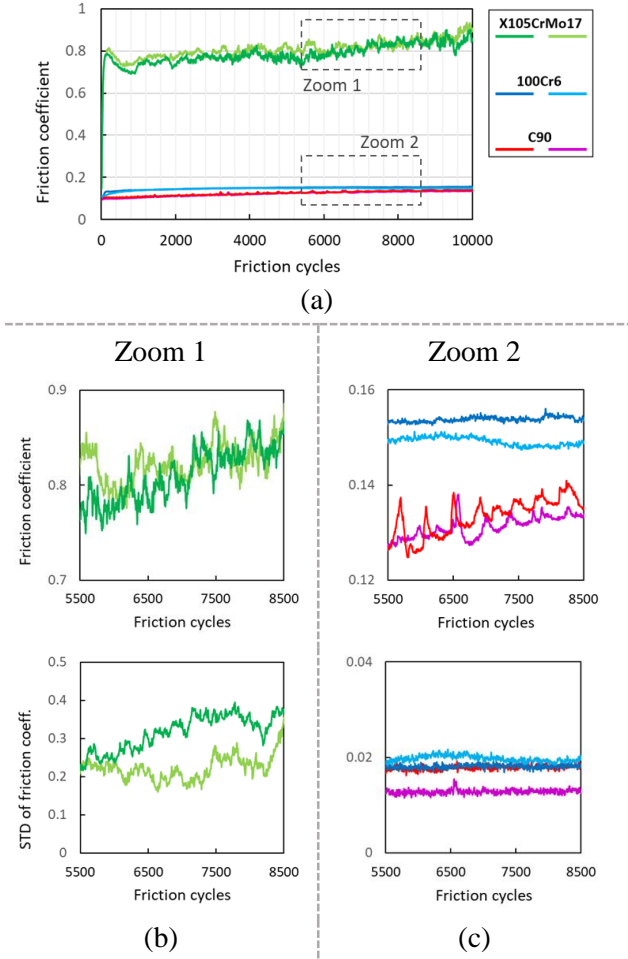 1
0.8
0.6
0.4
0.2
0
Friction coefficient
Zoom 1
Zoom 2
0 2000 4000 6000 8000 10000
Friction cycles
X105CrMo17
100Cr6
C90
(a)
Zoom 1
0.9
0.8
0.7
Friction coefficient
5500 6500 7500 8500
Friction cycles
0.5
0.4
0.3
0.2
0.1
0
STD of friction coeff.
5500 6500 7500 8500
Friction cycles
(b)
Zoom 2
0.16
0.14
0.12
5500 6500 7500 8500
Friction cycles
0.04
0.02
0
5500 6500 7500 8500
Friction cycles
(c)